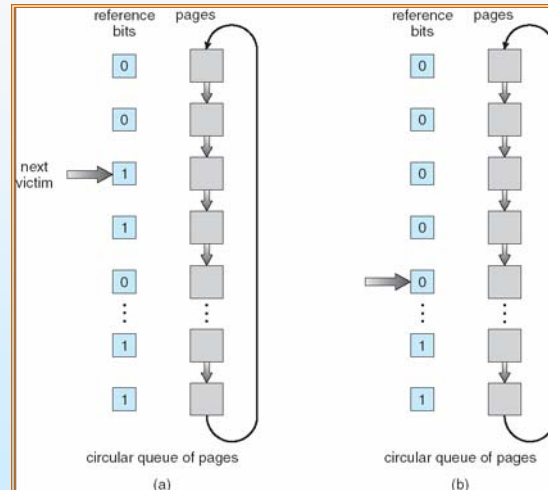 reference pages
bits
0
0
next
victim
1
1
0
1
1
circular queue of pages
(a)
reference pages
bits
0
0
0
0
0
1
1
circular queue of pages
(b)